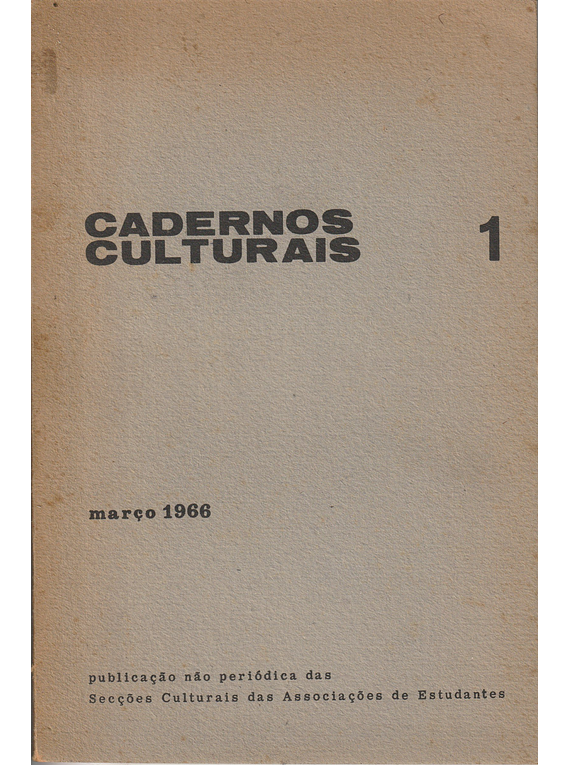 CADERNOS
CULTURAIS 1
março 1966
publicação não periódica das
Secções Culturais das Associações de Estudantes